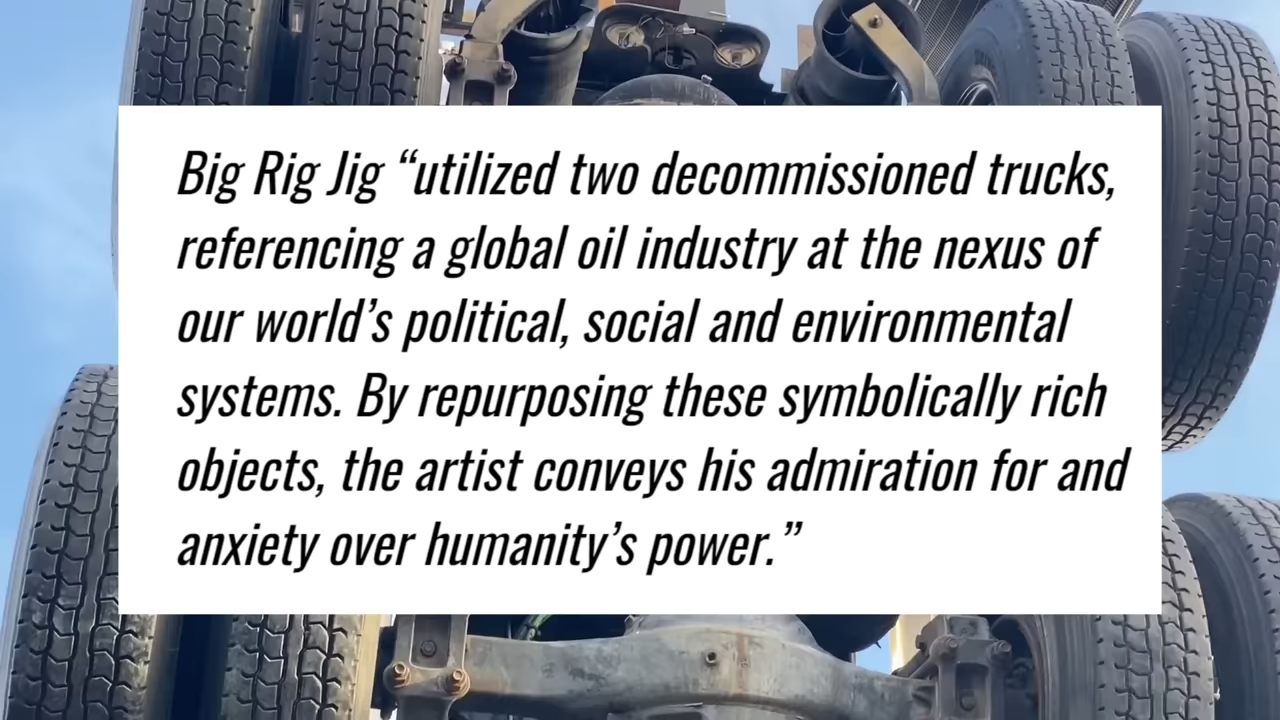 Big Rig Jig “utilized two decommissioned trucks,
referencing a global oil industry at the nexus of
our world’s political, social and environmental
systems. By repurposing these symbolically rich
objects, the artist conveys his admiration for and
anxiety over humanity’s power.”